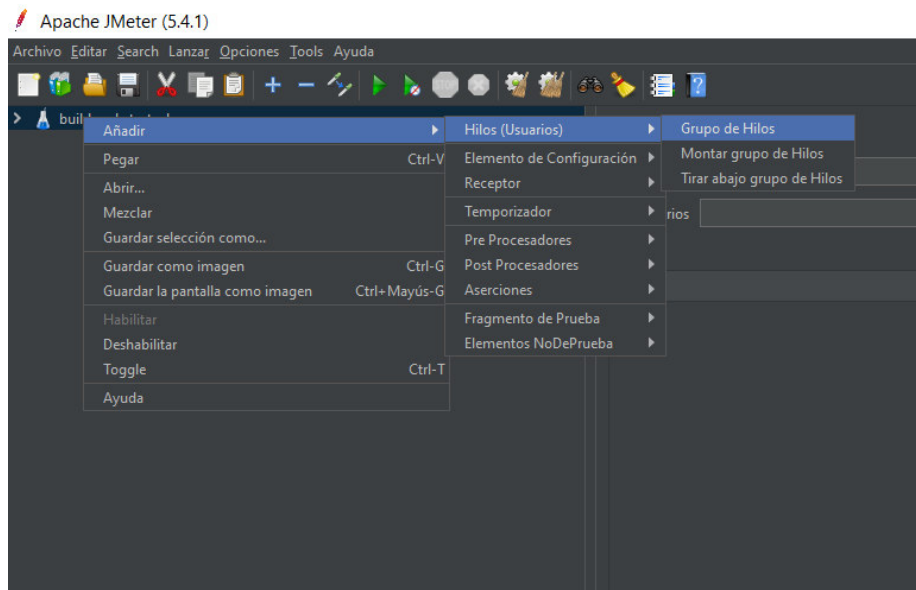 Apache JMeter (5.4.1)
Archivo Editar Search Lanzar Opciones Tools Ayuda
STOP
Añadir
Pegar Ctrl-V
Abrir...
Mezclar
Guardar selección como...
Guardar como imagen Ctrl-G
Guardar la pantalla como imagen Ctrl+Mayús-G
Habilitar
Deshabilitar
Toggle Ctrl-T
Ayuda
Hilos (Usuarios)
Elemento de Configuración
Receptor
Temporizador
Pre Procesadores
Post Procesadores
Aserciones
Fragmento de Prueba
Elementos NoDePrueba
Grupo de Hilos
Montar grupo de Hilos
Tirar abajo grupo de Hilos
rios